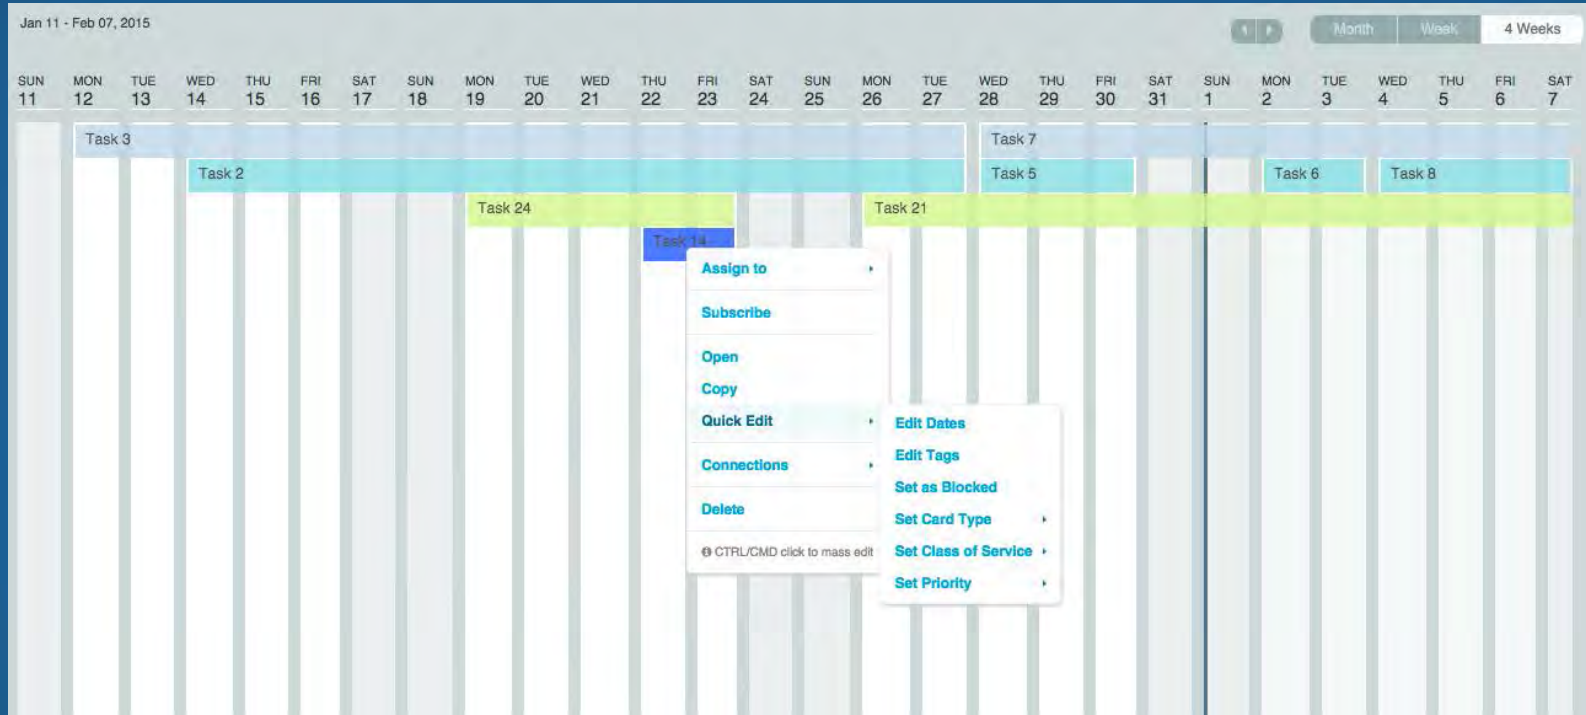 Jan 11 - Feb 07, 2015
Month Week 4 Weeks
SUN MON TUE WED THU FRI SAT SUN MON TUE WED THU FRI SAT SUN MON TUE WED THU FRI SAT SUN MON TUE WED THU FRI SAT
11 12 13 14 15 16 17 18 19 20 21 22 23 24 25 26 27 28 29 30 31 1 2 3 4 5 6 7
Task 3 Task 7
Task 2 Task 5 Task 6 Task 8
Task 24 Task 21
Task 14
Assign to
Subscribe
Open
Copy
Quick Edit
Connections
Delete
CTRL/CMD click to mass edit
Edit Dates
Edit Tags
Set as Blocked
Set Card Type
Set Class of Service
Set Priority